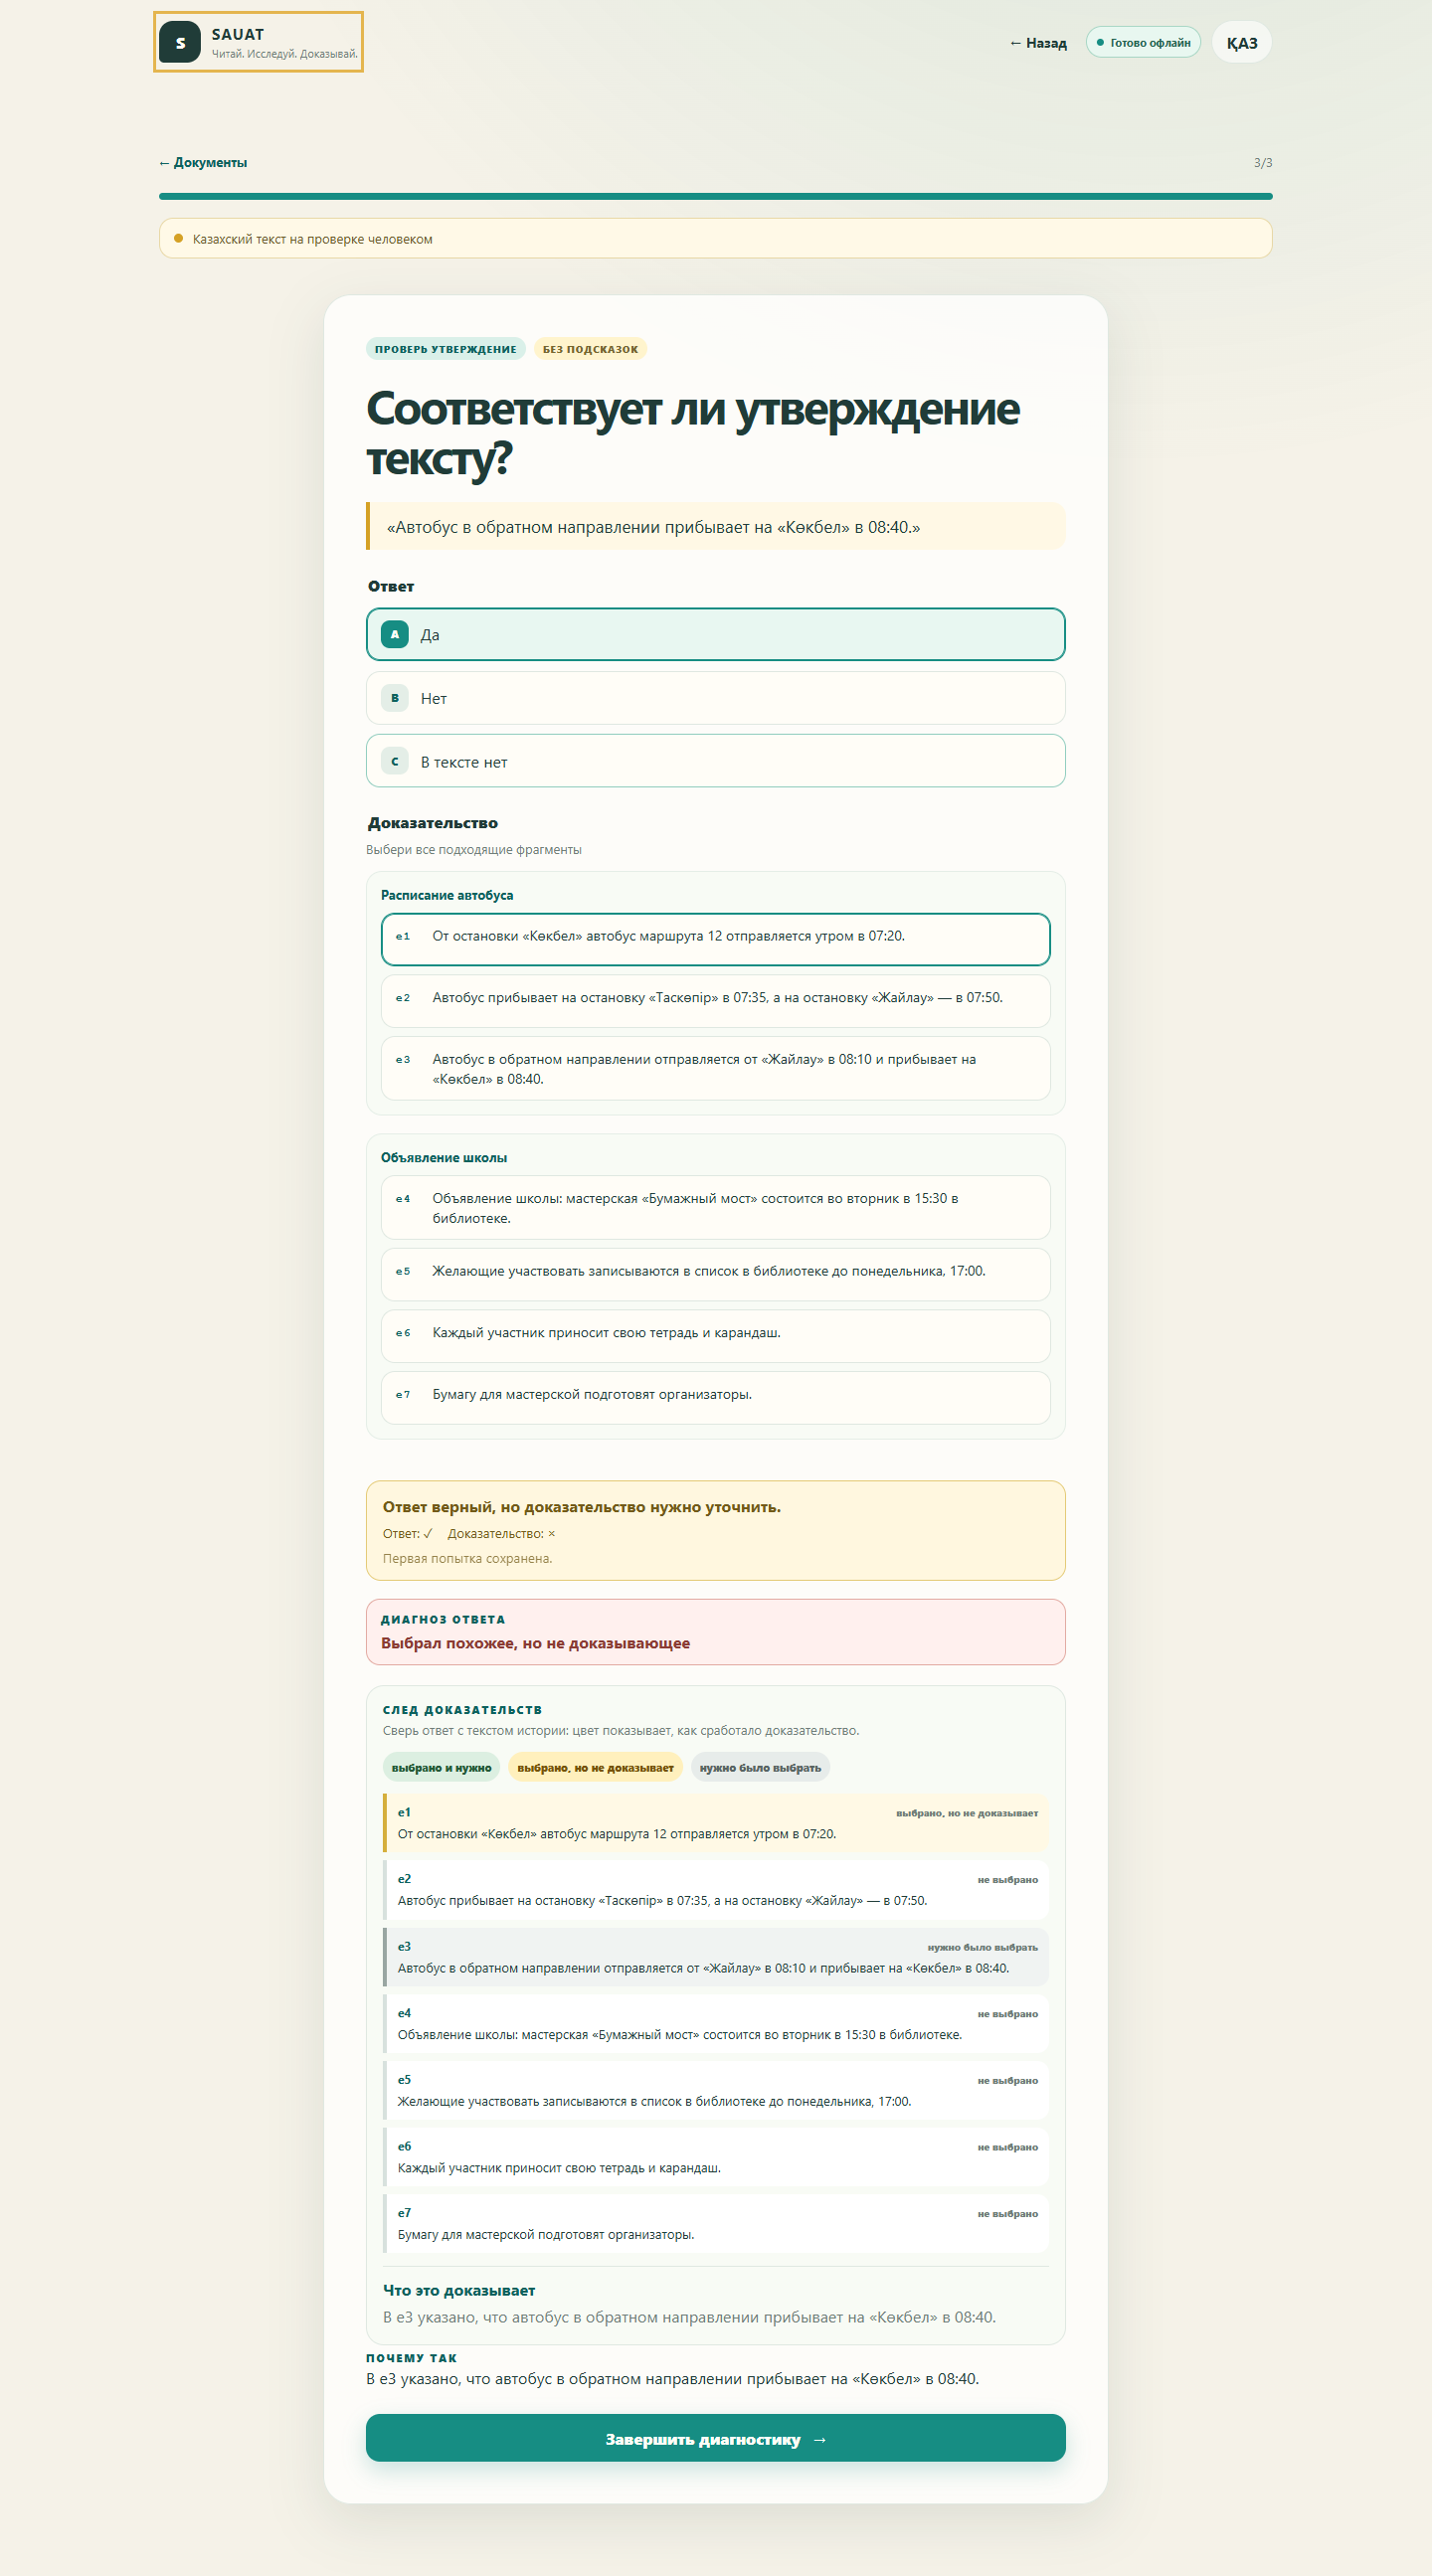 S
SAUAT
Читай. Исследуй. Доказывай.
← Назад
Готово офлайн
ҚАЗ
← Документы
3/3
Казахский текст на проверке человеком
ПРОВЕРЬ УТВЕРЖДЕНИЕ
БЕЗ ПОДСКАЗОК
Соответствует ли утверждение
тексту?
«Автобус в обратном направлении прибывает на «Көкбел» в 08:40.»
Ответ
A Да
B Нет
C В тексте нет
Доказательство
Выбери все подходящие фрагменты
Расписание автобуса
e1 От остановки «Көкбел» автобус маршрута 12 отправляется утром в 07:20.
e2 Автобус прибывает на остановку «Таскөпір» в 07:35, а на остановку «Жайлау» — в 07:50.
e3 Автобус в обратном направлении отправляется от «Жайлау» в 08:10 и прибывает на
«Көкбел» в 08:40.
Объявление школы
e4 Объявление школы: мастерская «Бумажный мост» состоится во вторник в 15:30 в
библиотеке.
e5 Желающие участвовать записываются в список в библиотеке до понедельника, 17:00.
e6 Каждый участник приносит свою тетрадь и карандаш.
e7 Бумагу для мастерской подготовят организаторы.
Ответ верный, но доказательство нужно уточнить.
Ответ: ✓ Доказательство: ×
Первая попытка сохранена.
ДИАГНОЗ ОТВЕТА
Выбрал похожее, но не доказывающее
СЛЕД ДОКАЗАТЕЛЬСТВ
Сверь ответ с текстом истории: цвет показывает, как сработало доказательство.
выбрано и нужно
выбрано, но не доказывает
нужно было выбрать
e1 выбрано, но не доказывает
От остановки «Көкбел» автобус маршрута 12 отправляется утром в 07:20.
e2 не выбрано
Автобус прибывает на остановку «Таскөпір» в 07:35, а на остановку «Жайлау» — в 07:50.
e3 нужно было выбрать
Автобус в обратном направлении отправляется от «Жайлау» в 08:10 и прибывает на «Көкбел» в 08:40.
e4 не выбрано
Объявление школы: мастерская «Бумажный мост» состоится во вторник в 15:30 в библиотеке.
e5 не выбрано
Желающие участвовать записываются в список в библиотеке до понедельника, 17:00.
e6 не выбрано
Каждый участник приносит свою тетрадь и карандаш.
e7 не выбрано
Бумагу для мастерской подготовят организаторы.
Что это доказывает
В e3 указано, что автобус в обратном направлении прибывает на «Көкбел» в 08:40.
ПОЧЕМУ ТАК
В e3 указано, что автобус в обратном направлении прибывает на «Көкбел» в 08:40.
Завершить диагностику →